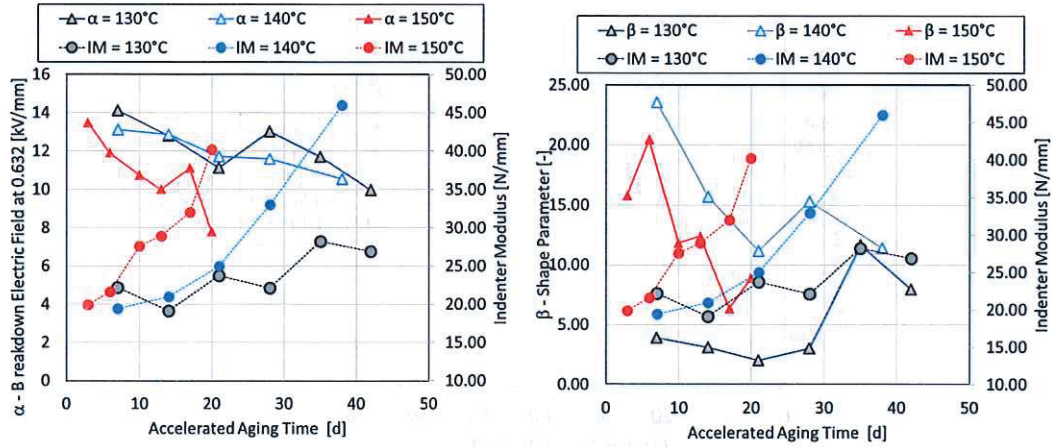 α = 130°C α = 140°C α = 150°C
IM = 130°C IM = 140°C IM = 150°C
16
14
12
10
8
6
4
2
0
α - B reakdown Electric Field at 0.632 [kV/mm]
50.00
45.00
40.00
35.00
30.00
25.00
20.00
15.00
10.00
Indenter Modulus [N/mm]
0 10 20 30 40 50
Accelerated Aging Time [d]
β = 130°C β = 140°C β = 150°C
IM = 130°C IM = 140°C IM = 150°C
25.00
20.00
15.00
10.00
5.00
0.00
β – Shape Parameter [-]
50.00
45.00
40.00
35.00
30.00
25.00
20.00
15.00
10.00
Indenter Modulus [N/mm]
0 10 20 30 40 50
Accelerated Aging Time [d]